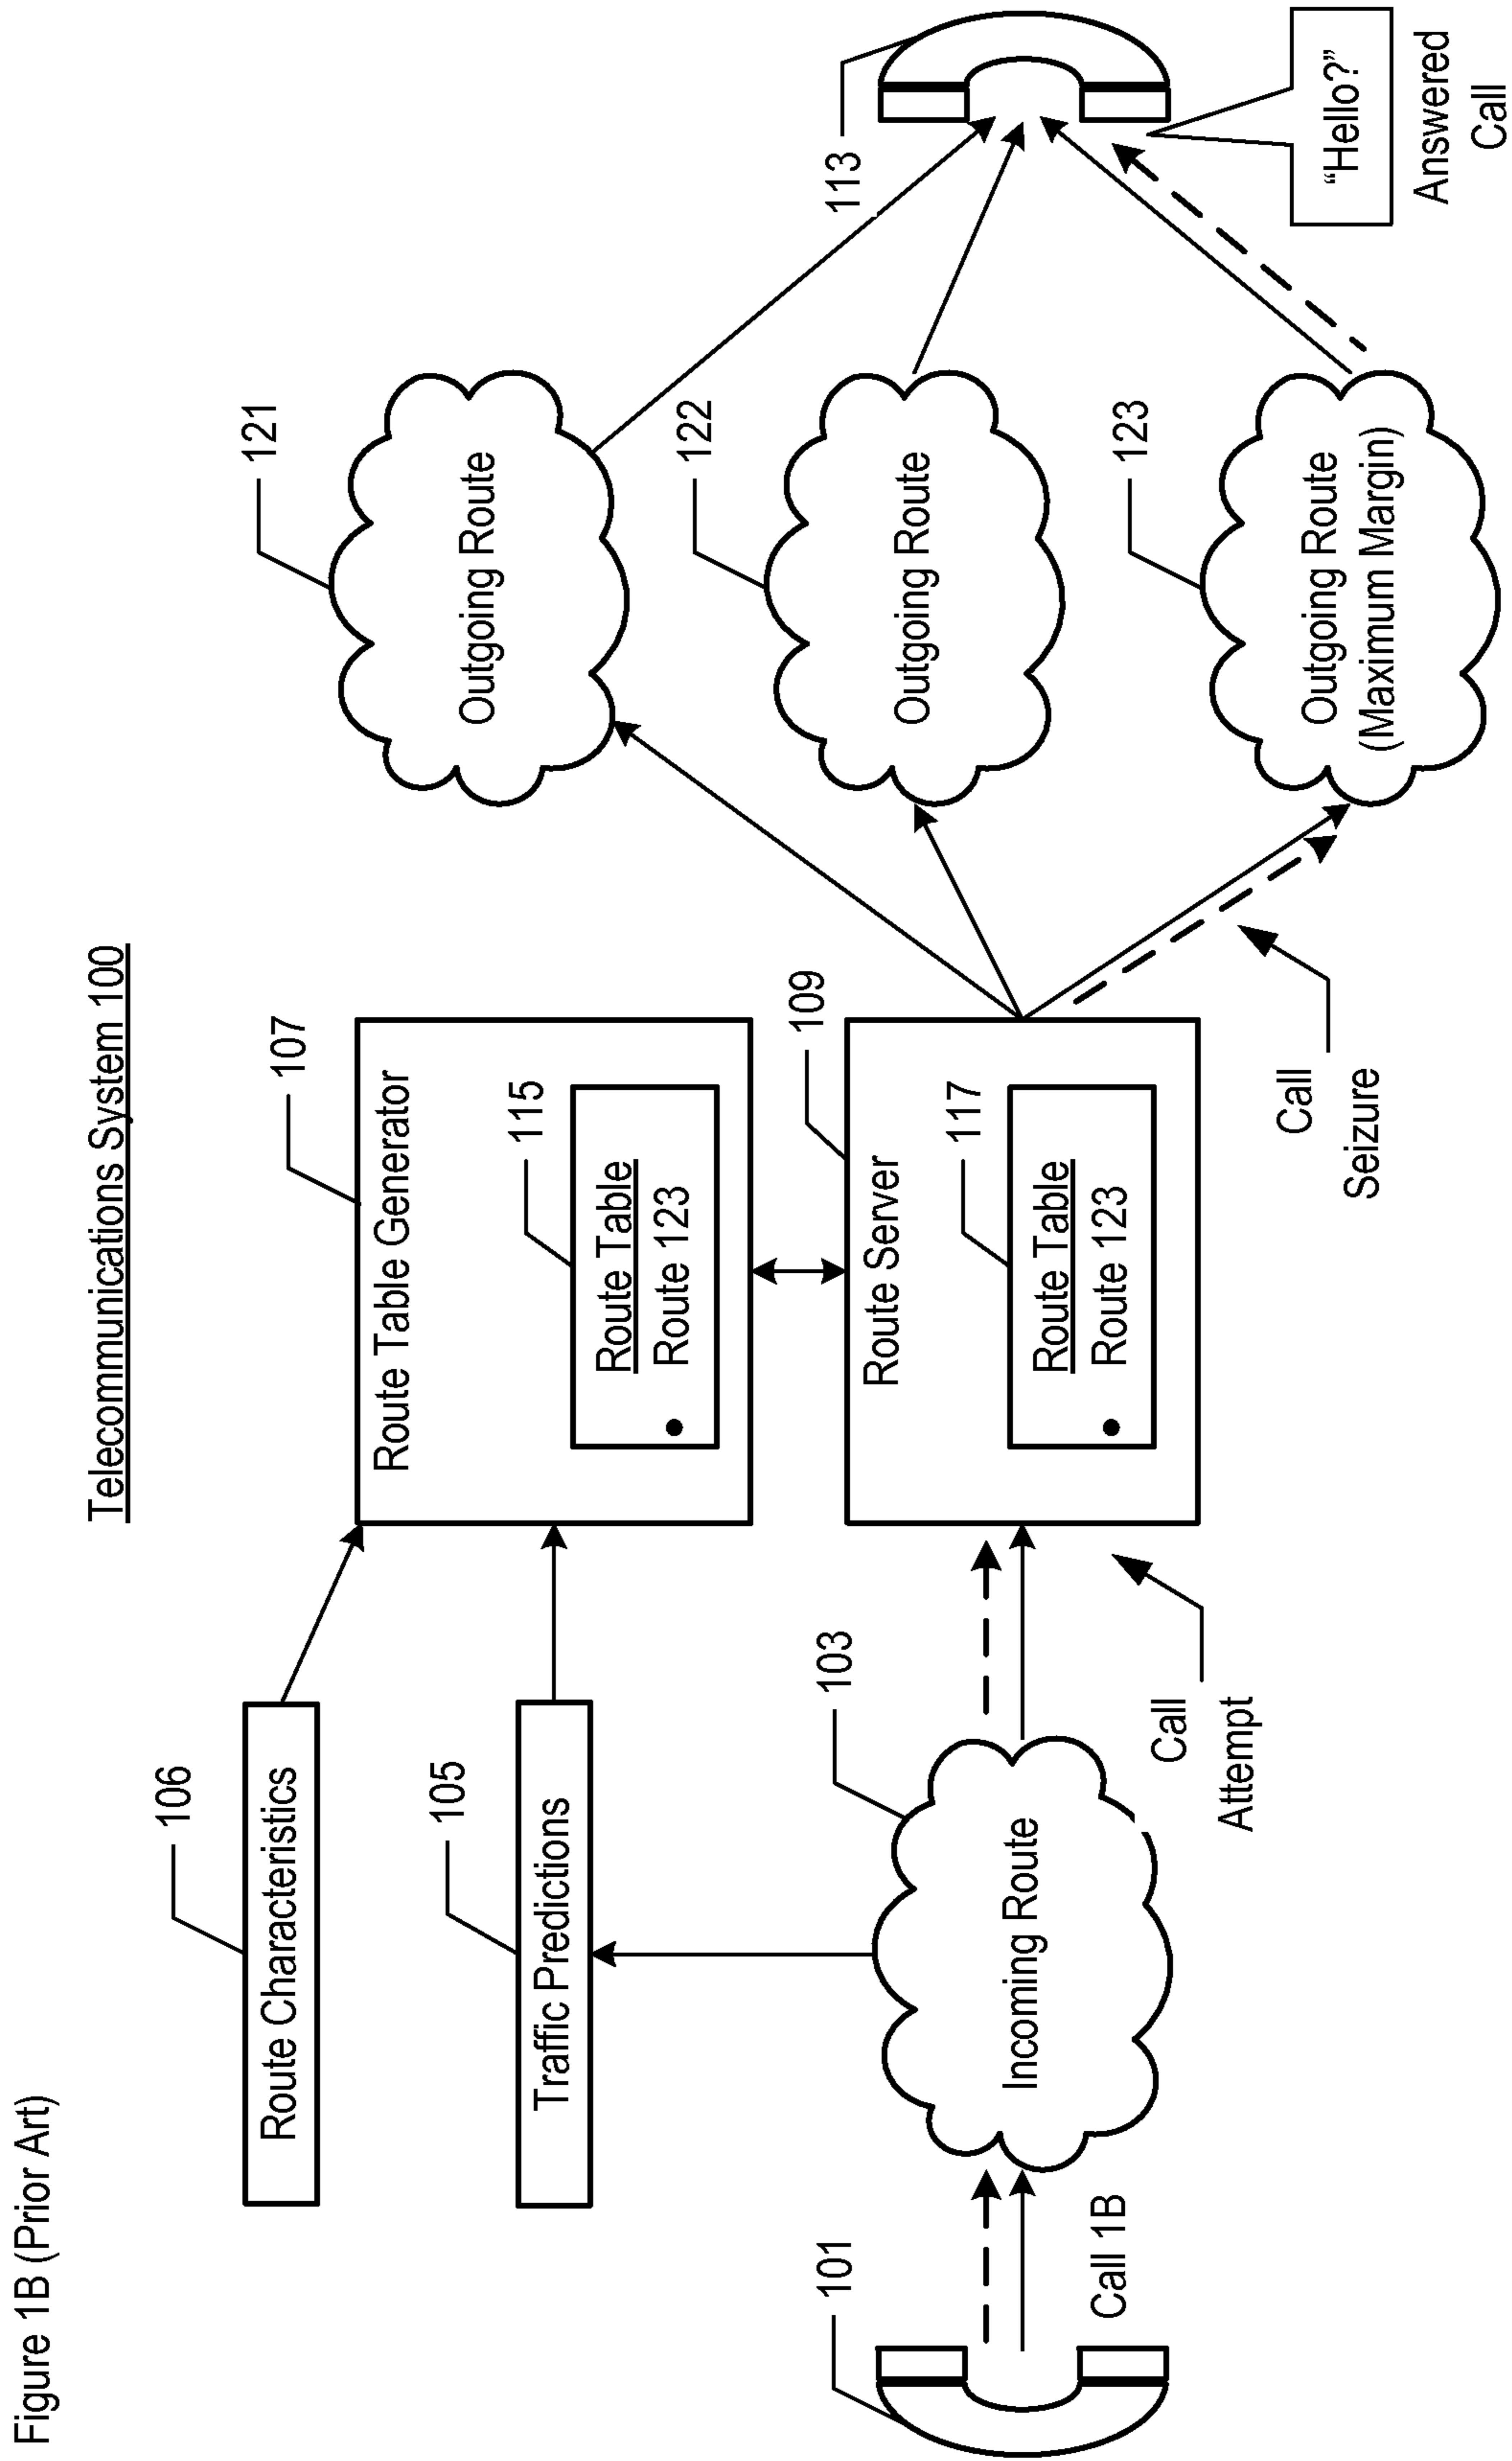 Figure 1B (Prior Art)
Telecommunications System 100
106
Route Characteristics
105
Traffic Predictions
107
Route Table Generator
115
Route Table
• Route 123
109
Route Server
117
Route Table
• Route 123
101
Call 1B
103
Incoming Route
Call
Attempt
Call
Seizure
121
Outgoing Route
122
Outgoing Route
123
Outgoing Route
(Maximum Margin)
113
“Hello?”
Answered
Call